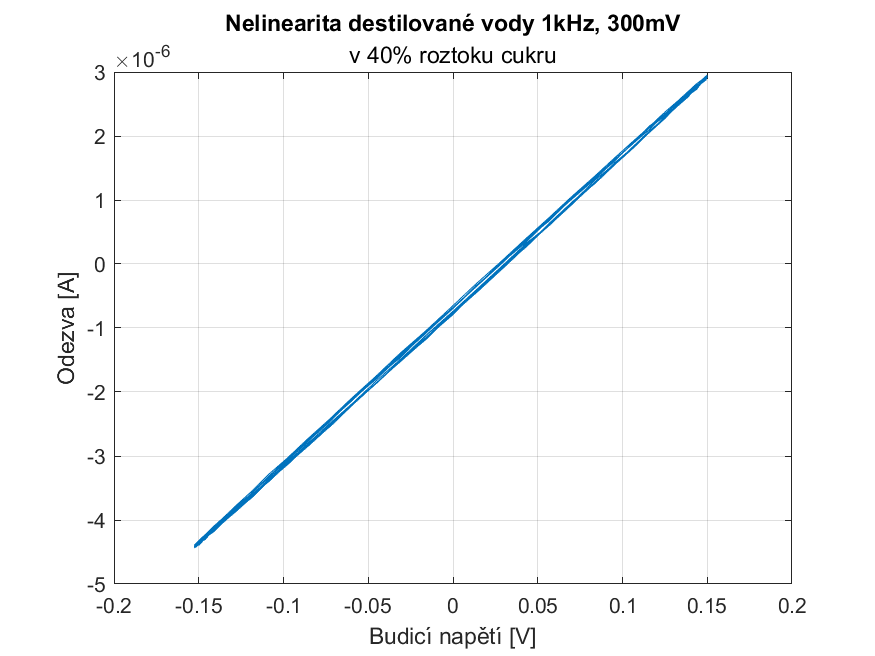 Nelinearita destilované vody 1kHz, 300mV
v 40% roztoku cukru
×10⁻⁶
3
2
1
0
-1
-2
-3
-4
-5
Odezva [A]
-0.2 -0.15 -0.1 -0.05 0 0.05 0.1 0.15 0.2
Budicí napětí [V]